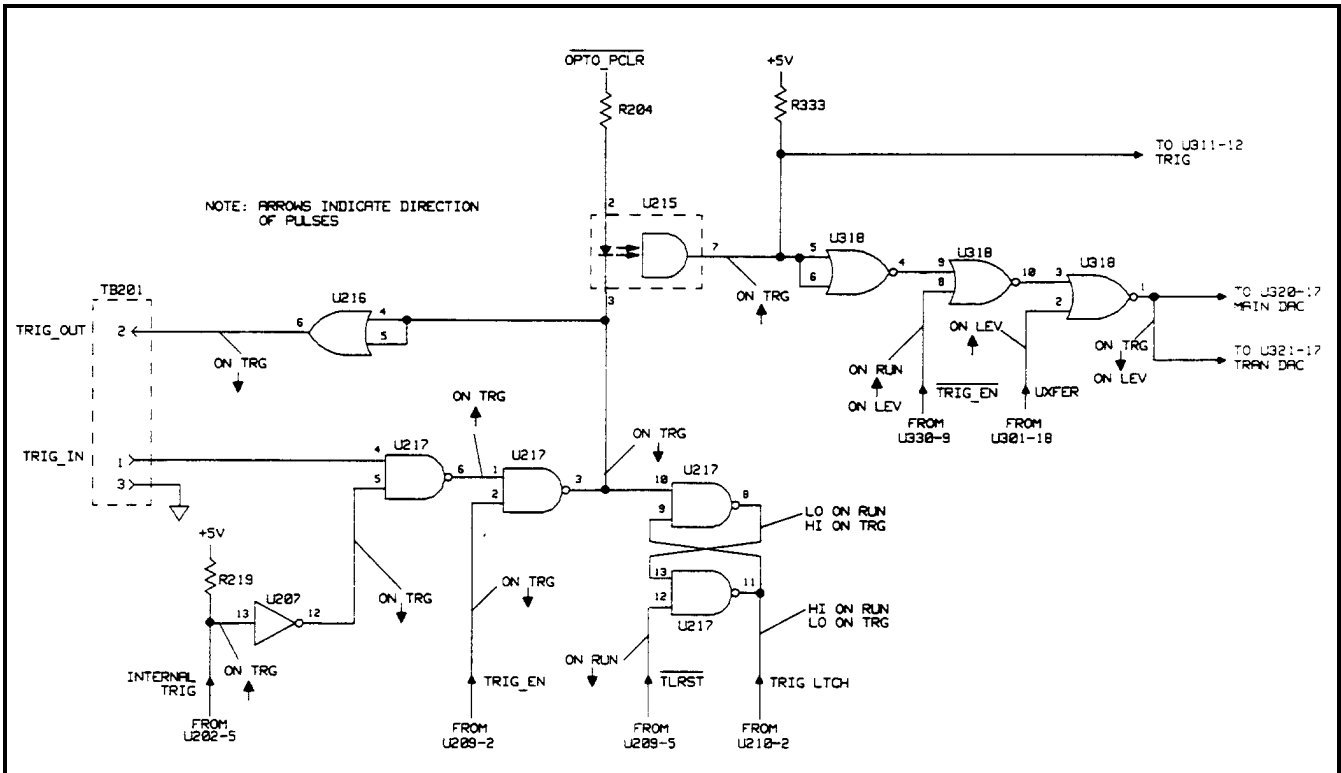 OPTO_PCLR
+5V
R204
R333
TO U311-12
TRIG
NOTE: ARROWS INDICATE DIRECTION
OF PULSES
2
U215
U318
7
5
6
4
U318
9
8
10
U318
3
2
1
TO U320-17
MAIN DAC
TO U321-17
TRAN DAC
3
ON TRG
TB201
TRIG_OUT
2
U216
6
4
5
ON TRG
ON LEV
ON RUN
ON LEV
TRIG_EN
FROM
U330-9
UXFER
FROM
U301-18
ON TRG
ON LEV
ON TRG
TRIG_IN
1
3
U217
4
5
6
U217
1
2
3
ON TRG
U217
10
9
8
LO ON RUN
HI ON TRG
+5V
R219
U207
13
12
ON TRG
ON TRG
13
12
11
U217
HI ON RUN
LO ON TRG
ON RUN
INTERNAL
TRIG
ON TRG
TRIG_EN
TLRST
TRIG LTCH
FROM
U202-5
FROM
U209-2
FROM
U209-5
FROM
U210-2